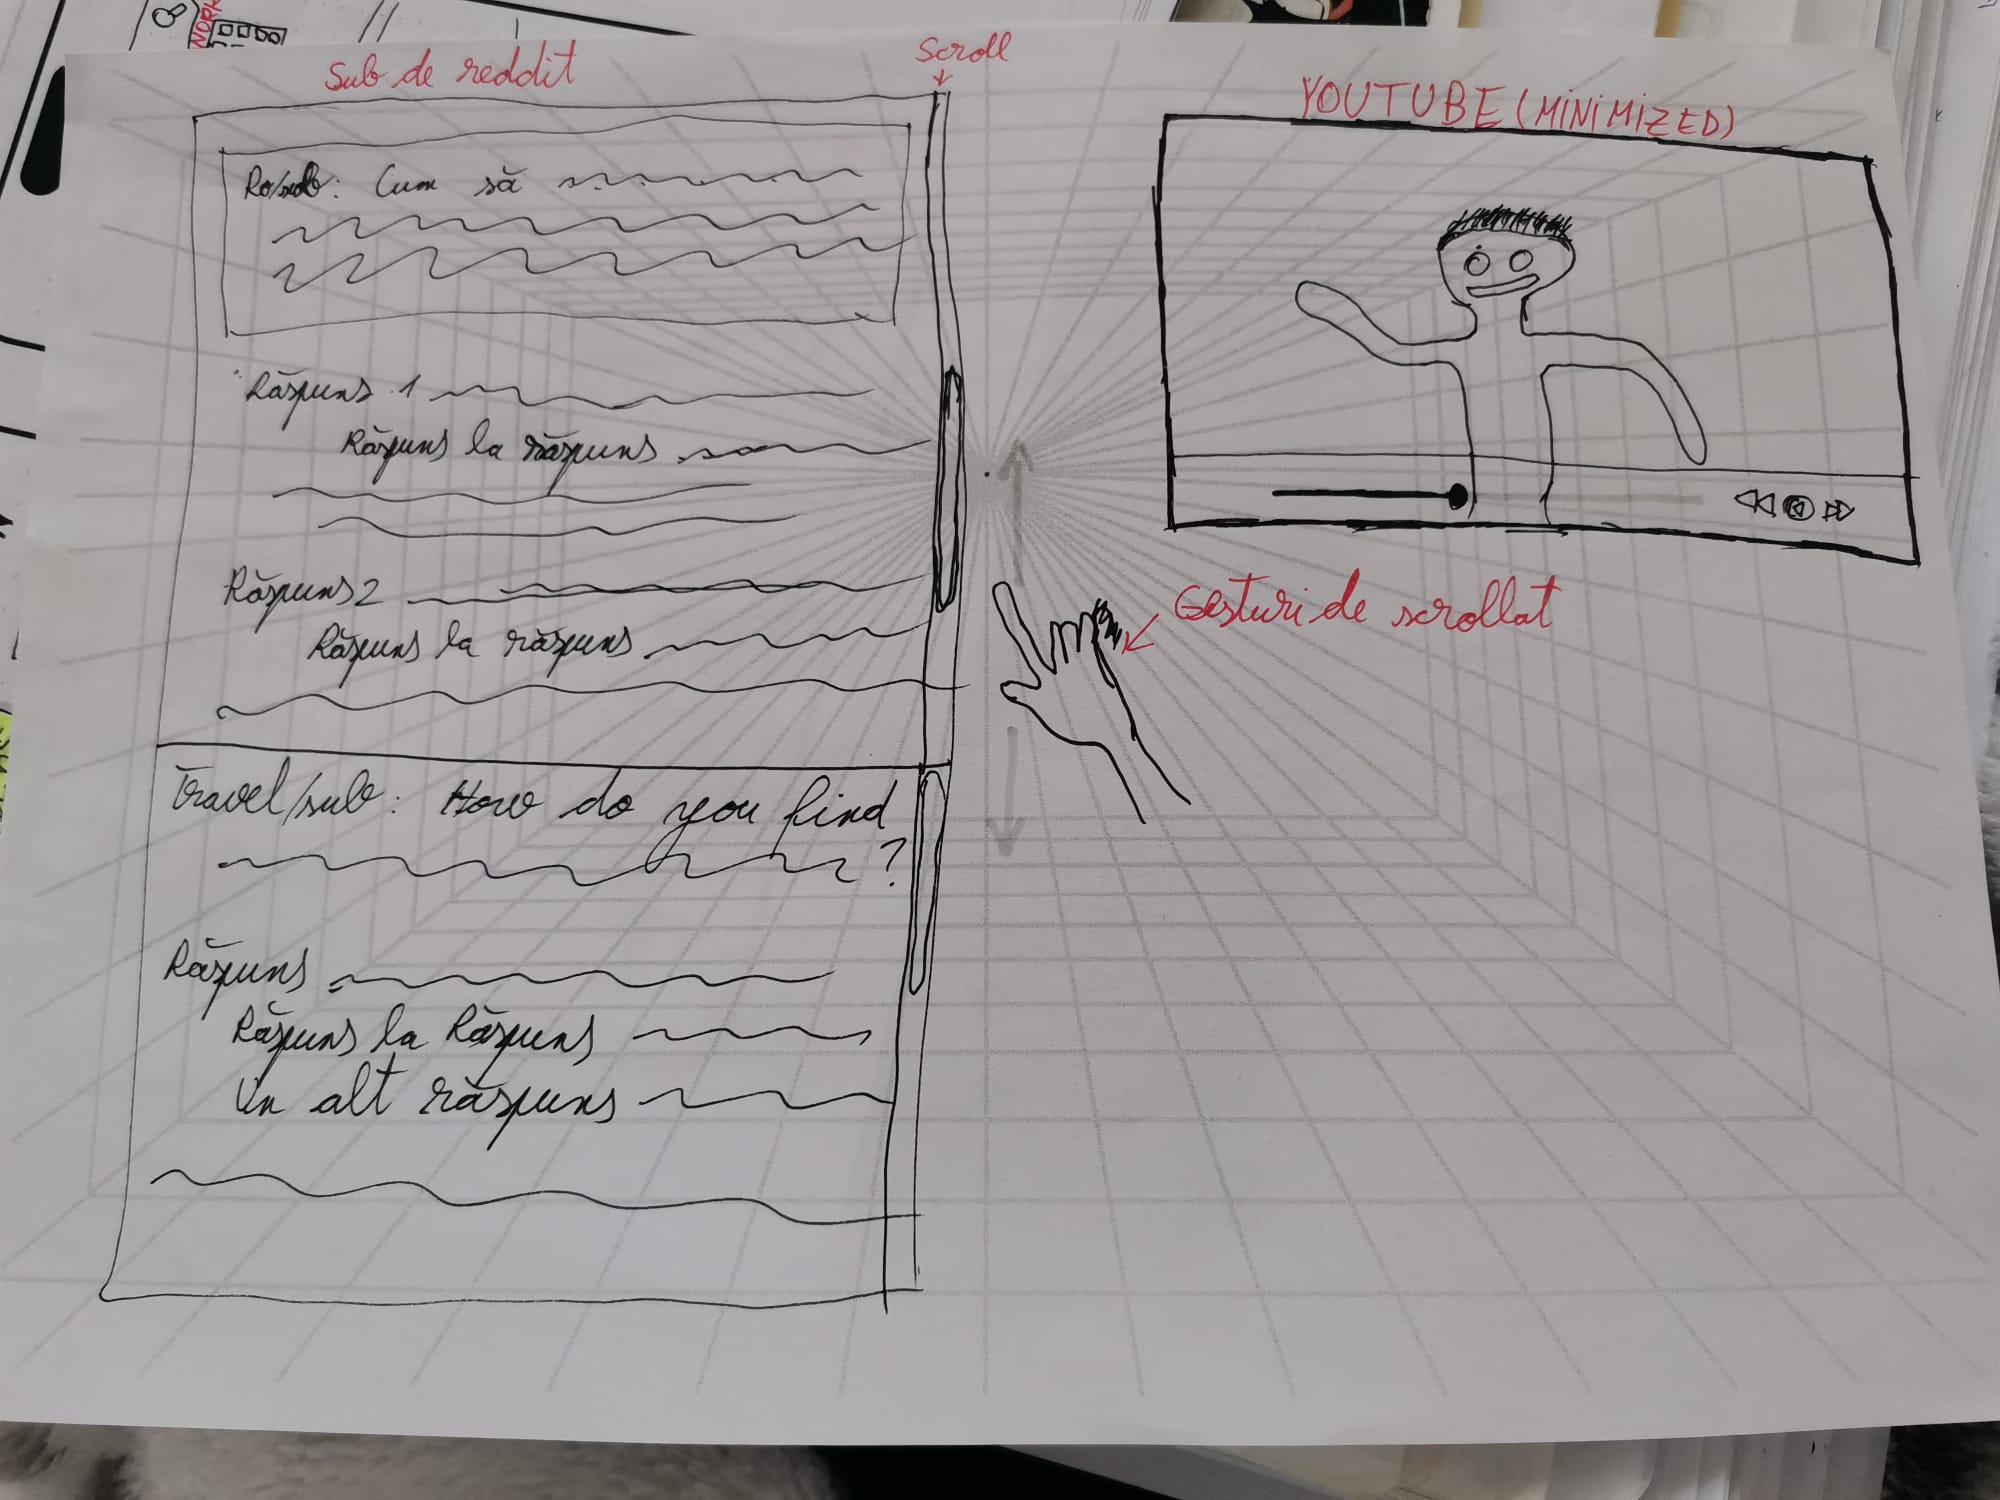 WORK
Sub de reddit
Scroll
YOUTUBE (MINIMIZED)
Ro/sub: Cum să
Răspuns 1
Răspuns la răspuns
Răspuns 2
Răspuns la răspuns
Gesturi de scrollat
Travel/sub: How do you find
?
Răspuns
Răspuns la Răspuns
Un alt răspuns